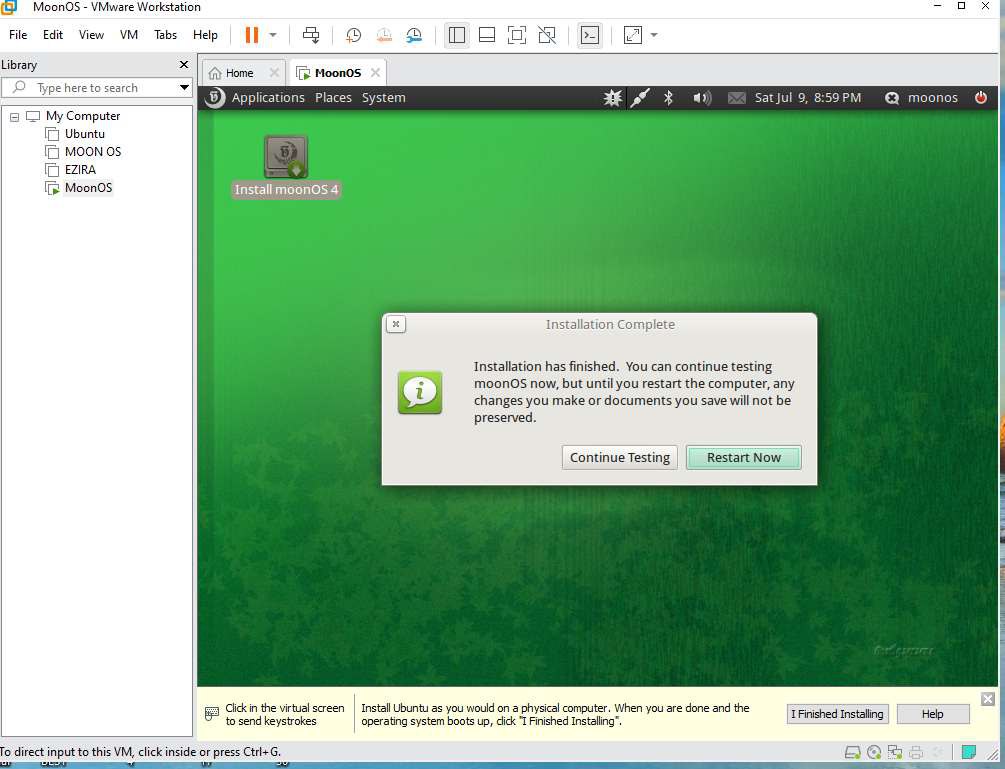 MoonOS - VMware Workstation
File Edit View VM Tabs Help
Library
Type here to search
My Computer
Ubuntu
MOON OS
EZIRA
MoonOS
Home
MoonOS
Applications Places System
Sat Jul 9, 8:59 PM
moonos
Install moonOS 4
Installation Complete
Installation has finished. You can continue testing
moonOS now, but until you restart the computer, any
changes you make or documents you save will not be
preserved.
Continue Testing
Restart Now
Click in the virtual screen
to send keystrokes
Install Ubuntu as you would on a physical computer. When you are done and the
operating system boots up, click "I Finished Installing".
I Finished Installing
Help
To direct input to this VM, click inside or press Ctrl+G.